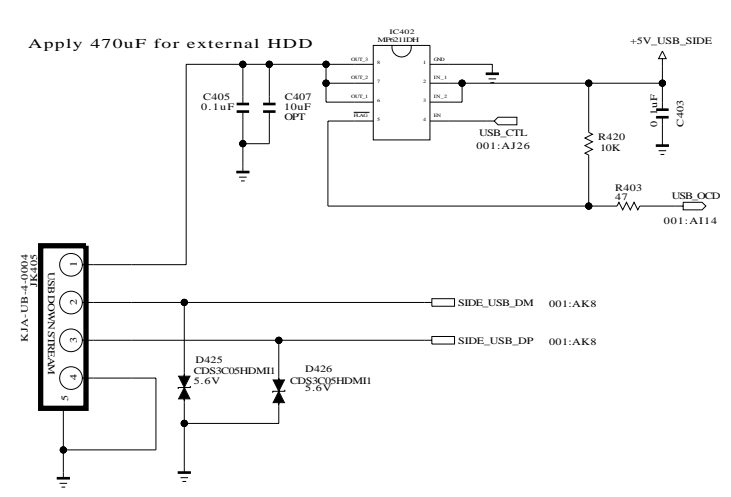 IC402
MP6211DH
Apply 470uF for external HDD
+5V_USB_SIDE
OUT_3
8
1
GND
OUT_2
7
2
IN_1
OUT_1
6
3
IN_2
FLAG
5
4
EN
C405
0.1uF
C407
10uF
OPT
0.1uF
C403
USB_CTL
001:AJ26
R420
10K
R403
47
USB_OCD
001:AI14
KJA-UB-4-0004
JK405
USB DOWN STREAM
1
2
3
4
5
SIDE_USB_DM 001:AK8
SIDE_USB_DP 001:AK8
D425
CDS3C05HDMI1
5.6V
D426
CDS3C05HDMI1
5.6V